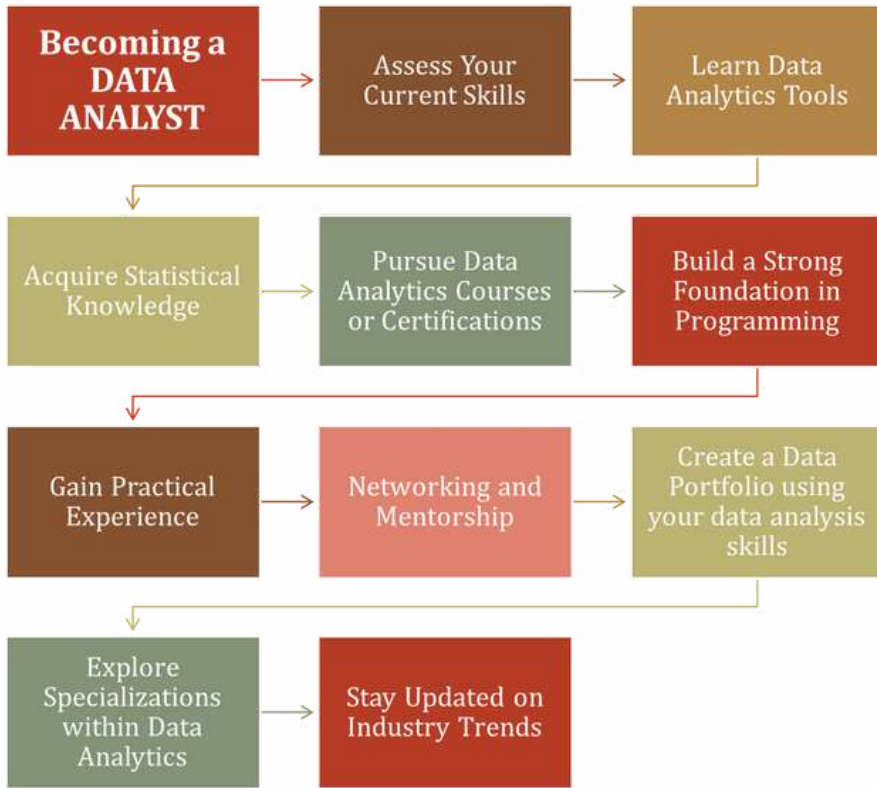 Becoming a
DATA
ANALYST
Assess Your
Current Skills
Learn Data
Analytics Tools
Acquire Statistical
Knowledge
Pursue Data
Analytics Courses
or Certifications
Build a Strong
Foundation in
Programming
Gain Practical
Experience
Networking and
Mentorship
Create a Data
Portfolio using
your data analysis
skills
Explore
Specializations
within Data
Analytics
Stay Updated on
Industry Trends